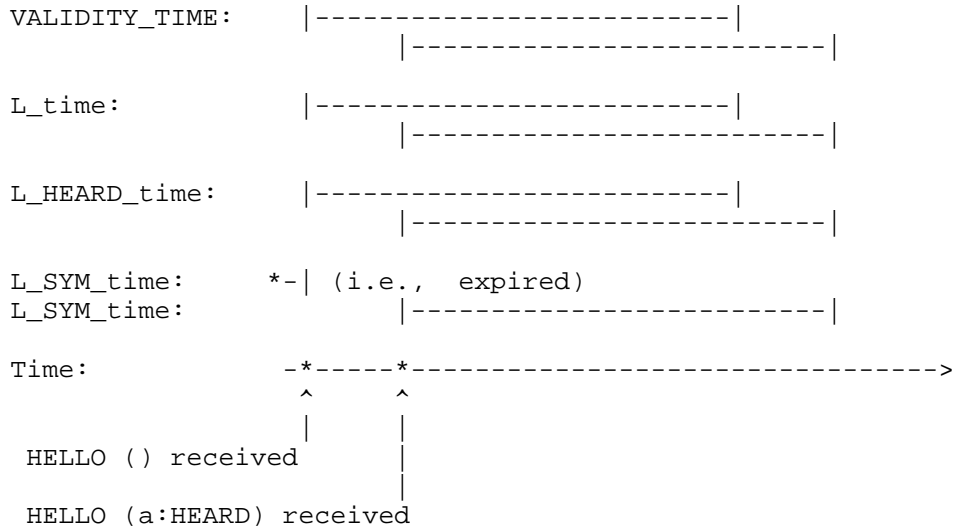 VALIDITY_TIME:     |--------------------------|
                         |--------------------------|
L_time:            |--------------------------|
                         |--------------------------|
L_HEARD_time:      |--------------------------|
                         |--------------------------|
L_SYM_time:      *-| (i.e.,  expired)
L_SYM_time:              |--------------------------|
Time:             -*-----*--------------------------------->
                   ^     ^
                   |     |
 HELLO () received       |
                         |
 HELLO (a:HEARD) received